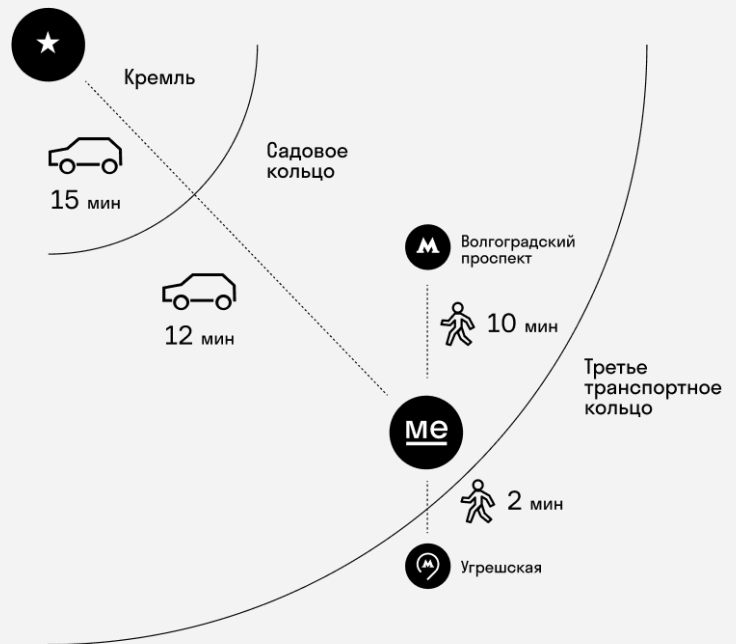 Кремль
Садовое
кольцо
15 мин
12 мин
М
Волгоградский
проспект
10 мин
Третье
транспортное
кольцо
ме
2 мин
М
Угрешская